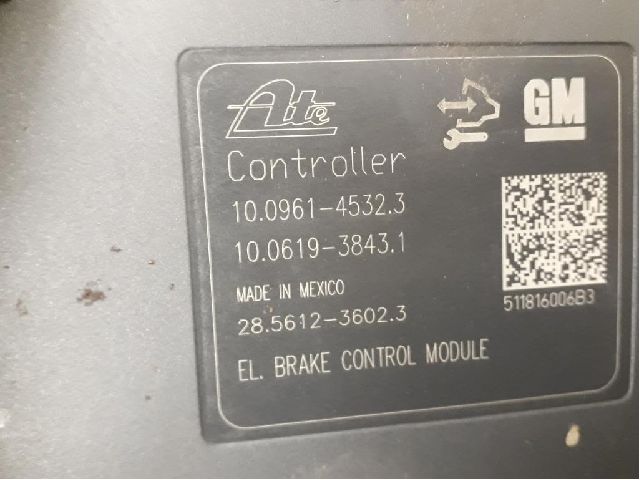 Ate
GM
Controller
10.0961-4532.3
10.0619-3843.1
MADE IN MEXICO
28.5612-3602.3
511816006B3
EL. BRAKE CONTROL MODULE